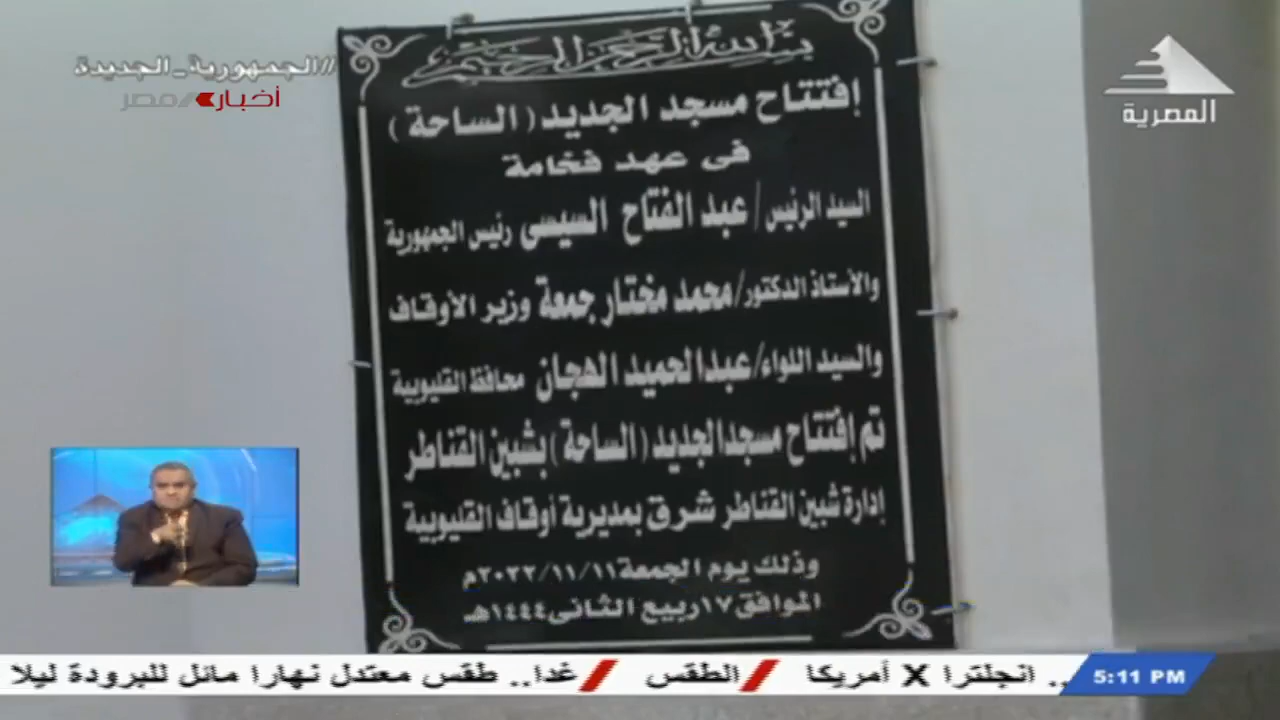 #الجمهورية_الجديدة
أخبار مصر
المصرية
بسم الله الرحمن الرحيم
إفتتاح مسجد الجديد ( الساحة )
فى عهد فخامة
السيد الرئيس / عبد الفتاح السيسى رئيس الجمهورية
والأستاذ الدكتور/ محمد مختار جمعة وزير الأوقاف
والسيد اللواء/ عبدالحميد الهجان محافظ القليوبية
تم إفتتاح مسجد الجديد ( الساحة ) بشبين القناطر
إدارة شبين القناطر شرق بمديرية أوقاف القليوبية
وذلك يوم الجمعة ٢٠٢٢/١١/١١م
الموافق ١٧ ربيع الثانى ١٤٤٤هـ
.. انجلترا X أمريكا / الطقس / غدا.. طقس معتدل نهارا مائل للبرودة ليلا
5:11 PM